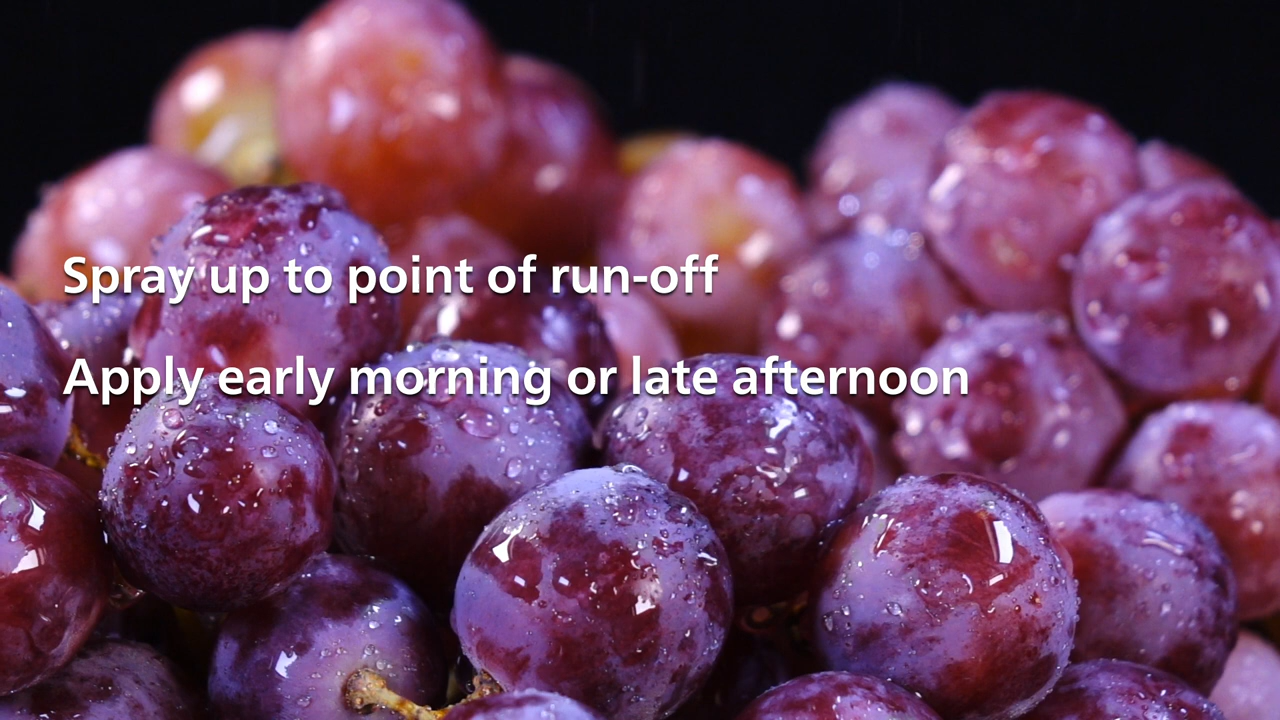 Spray up to point of run-off
Apply early morning or late afternoon